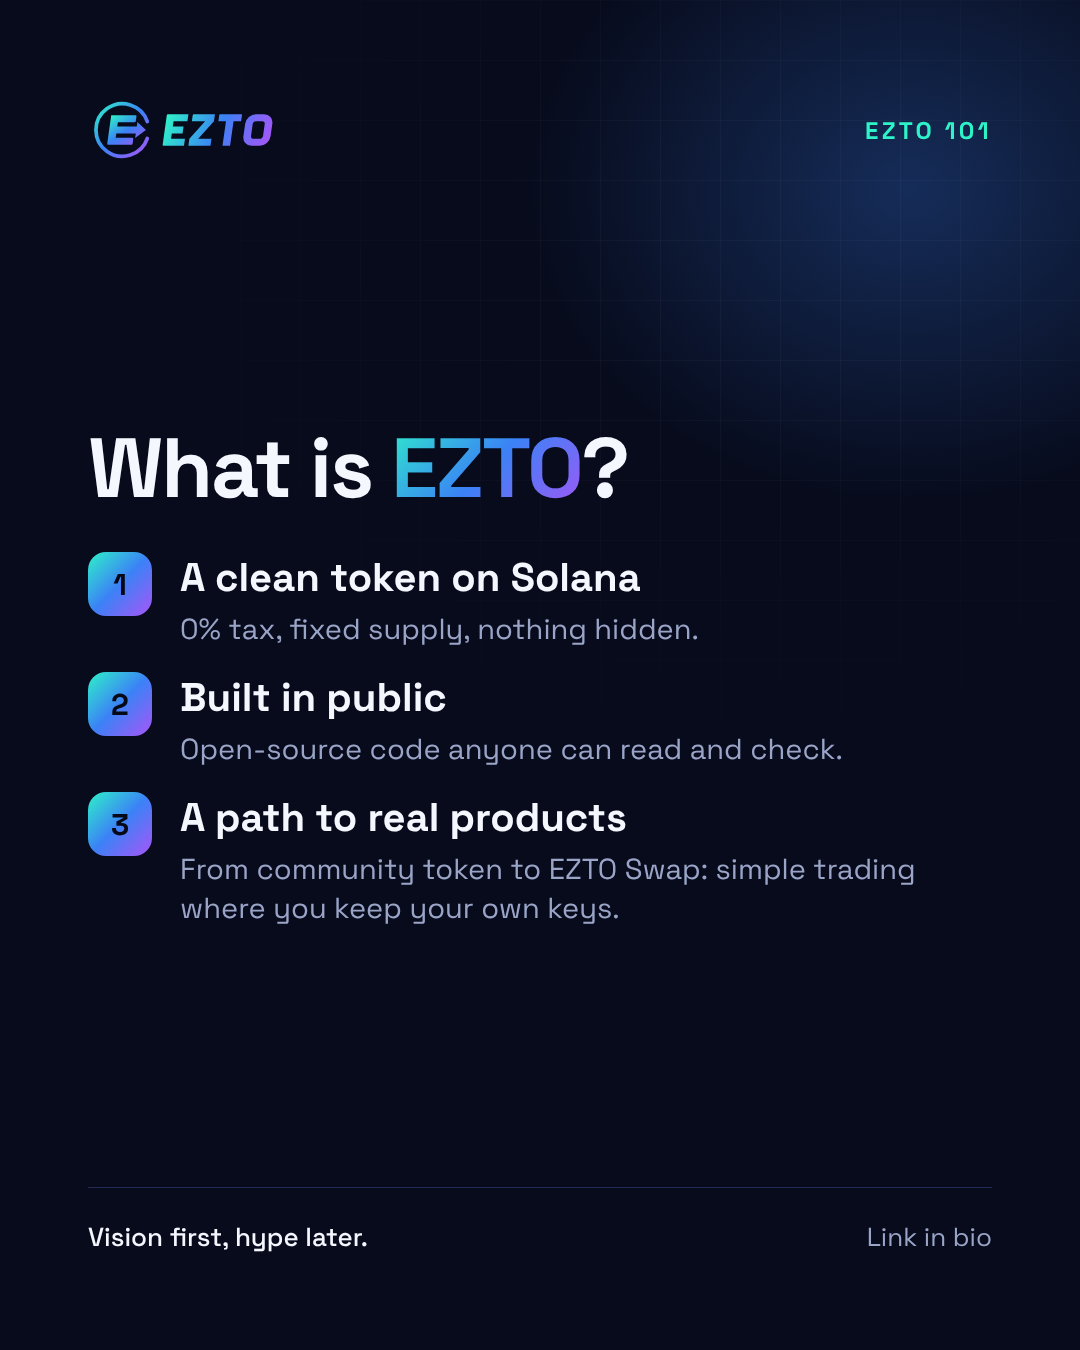 EZTO
EZTO 101
What is EZTO?
1
A clean token on Solana
0% tax, fixed supply, nothing hidden.
2
Built in public
Open-source code anyone can read and check.
3
A path to real products
From community token to EZTO Swap: simple trading
where you keep your own keys.
Vision first, hype later.
Link in bio